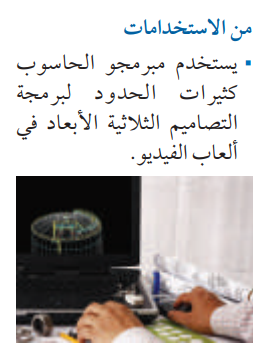 من الاستخدامات
▪ يستخدم مبرمجو الحاسوب
كثيرات الحدود لبرمجة
التصاميم الثلاثية الأبعاد في
ألعاب الفيديو.